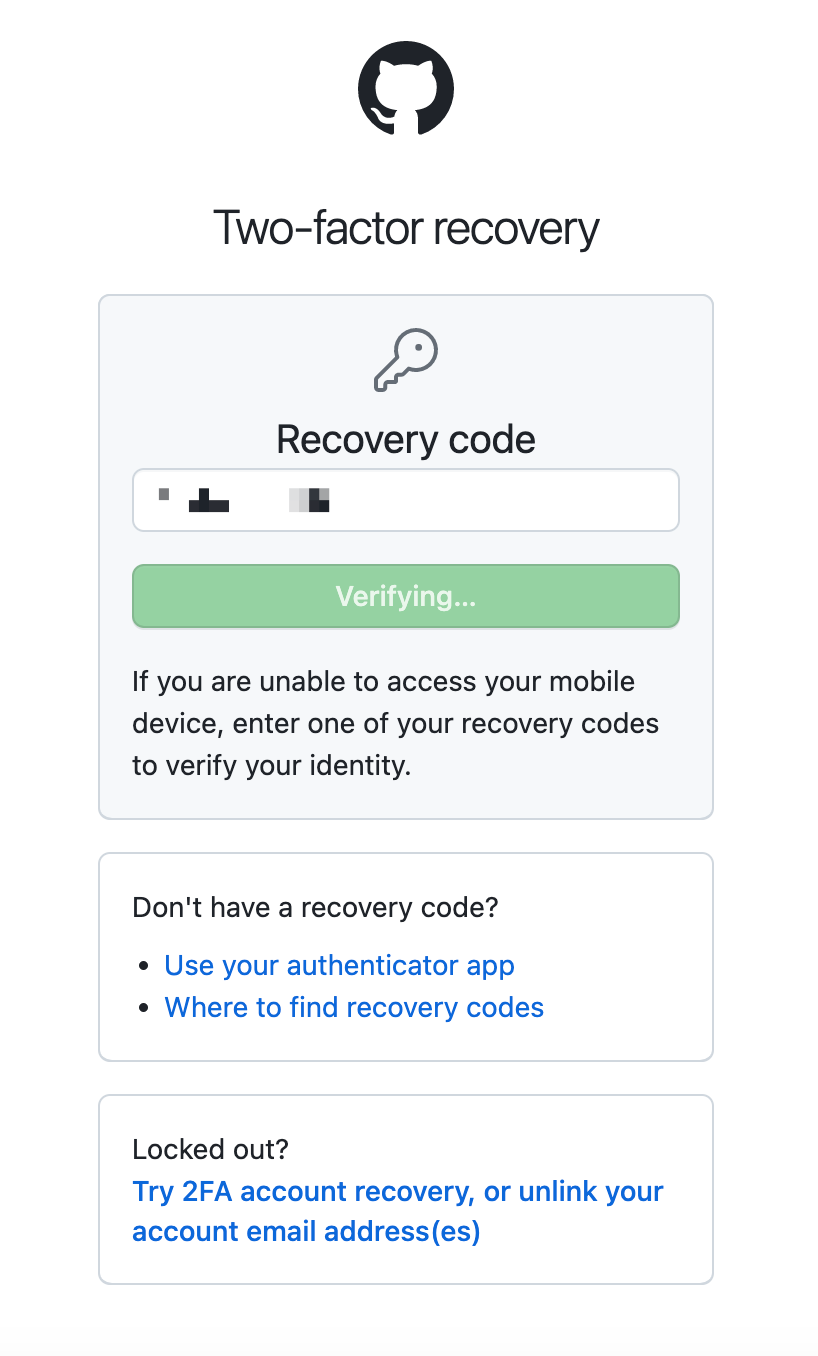 Two-factor recovery
Recovery code
Verifying...
If you are unable to access your mobile
device, enter one of your recovery codes
to verify your identity.
Don't have a recovery code?
• Use your authenticator app
• Where to find recovery codes
Locked out?
Try 2FA account recovery, or unlink your
account email address(es)